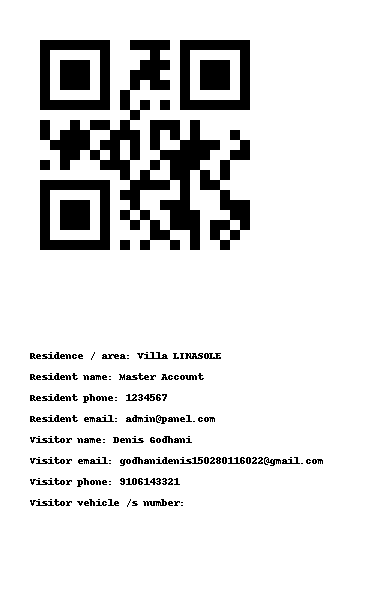 Residence / area: Villa LINASOLE
Resident name: Master Account
Resident phone: 1234567
Resident email: admin@panel.com
Visitor name: Denis Godhani
Visitor email: godhanidenis150280116022@gmail.com
Visitor phone: 9106143321
Visitor vehicle /s number: